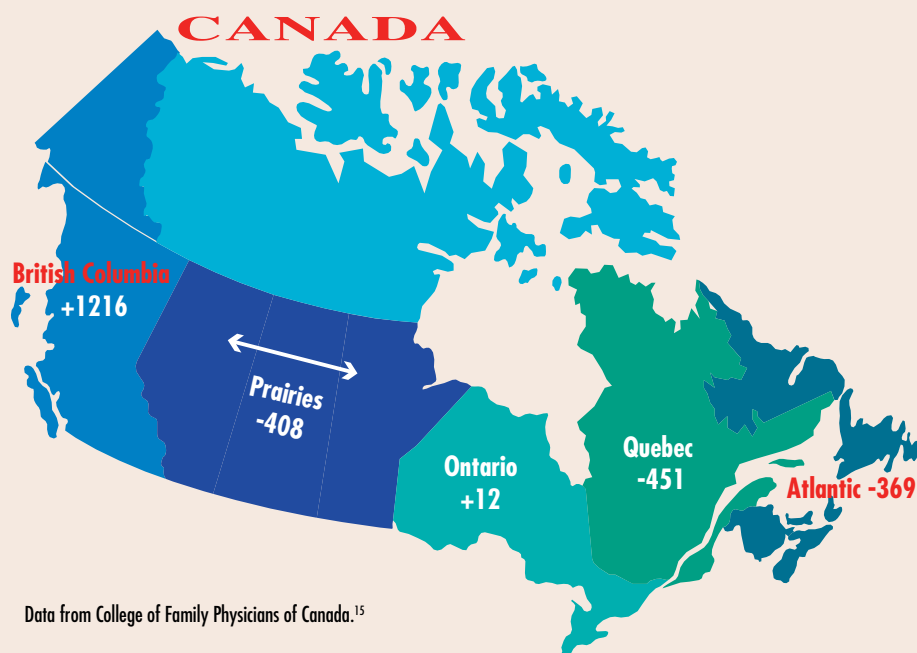 CANADA
British Columbia
+1216
Prairies
-408
Ontario
+12
Quebec
-451
Atlantic -369
Data from College of Family Physicians of Canada.15